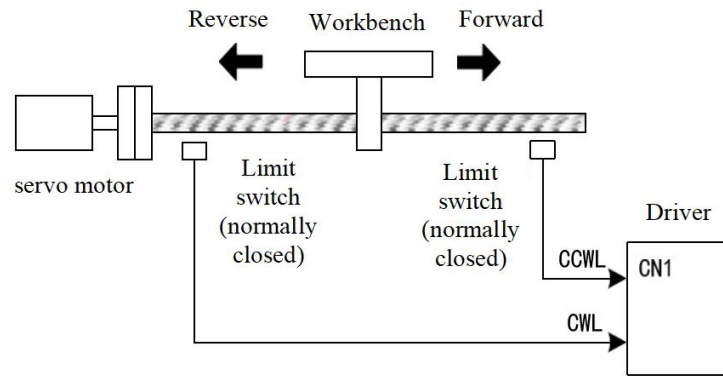 Reverse
Workbench
Forward
servo motor
Limit
switch
(normally
closed)
Limit
switch
(normally
closed)
Driver
CCWL
CN1
CWL